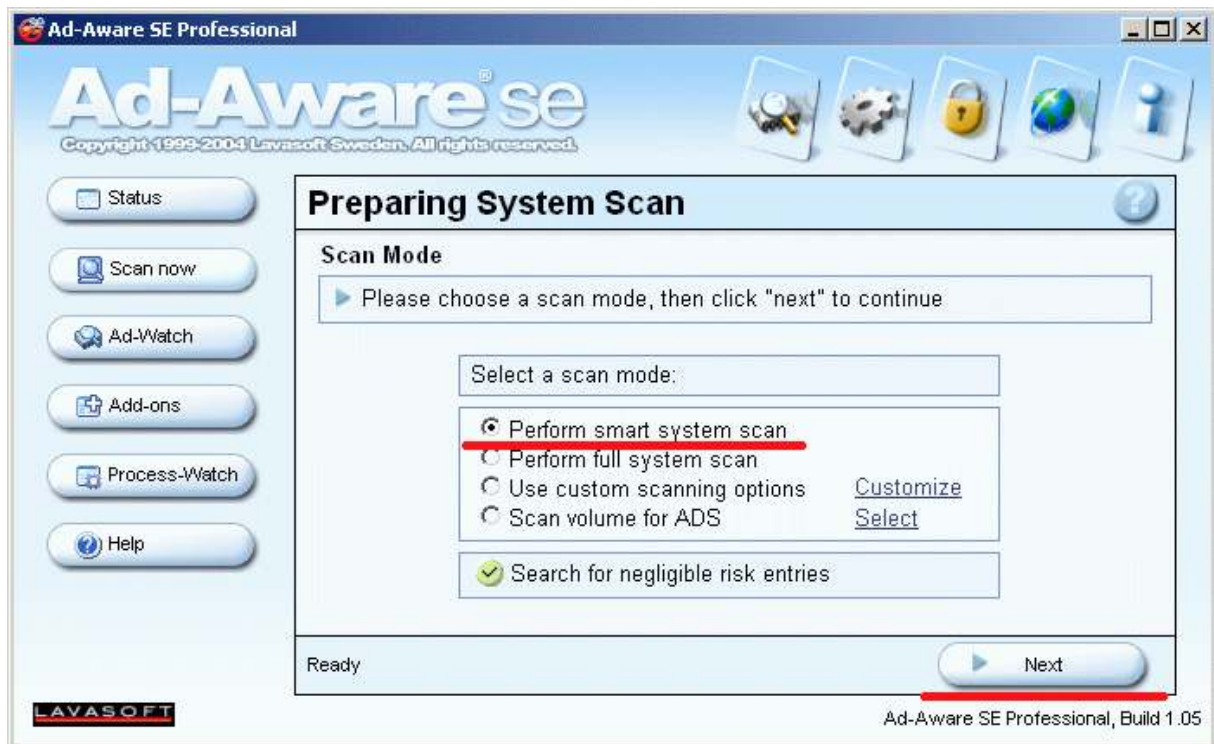 Ad-Aware SE Professional
Ad-Aware® se
Copyright 1999-2004 Lavasoft Sweden. All rights reserved.
Status
Scan now
Ad-Watch
Add-ons
Process-Watch
Help
Preparing System Scan
Scan Mode
Please choose a scan mode, then click "next" to continue
Select a scan mode:
Perform smart system scan
Perform full system scan
Use custom scanning options Customize
Scan volume for ADS Select
Search for negligible risk entries
Ready
Next
LAVASOFT
Ad-Aware SE Professional, Build 1.05